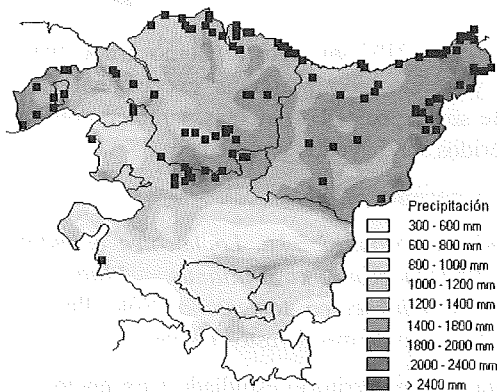 Precipitación
300 - 600 mm
600 - 800 mm
800 - 1000 mm
1000 - 1200 mm
1200 - 1400 mm
1400 - 1800 mm
1800 - 2000 mm
2000 - 2400 mm
> 2400 mm